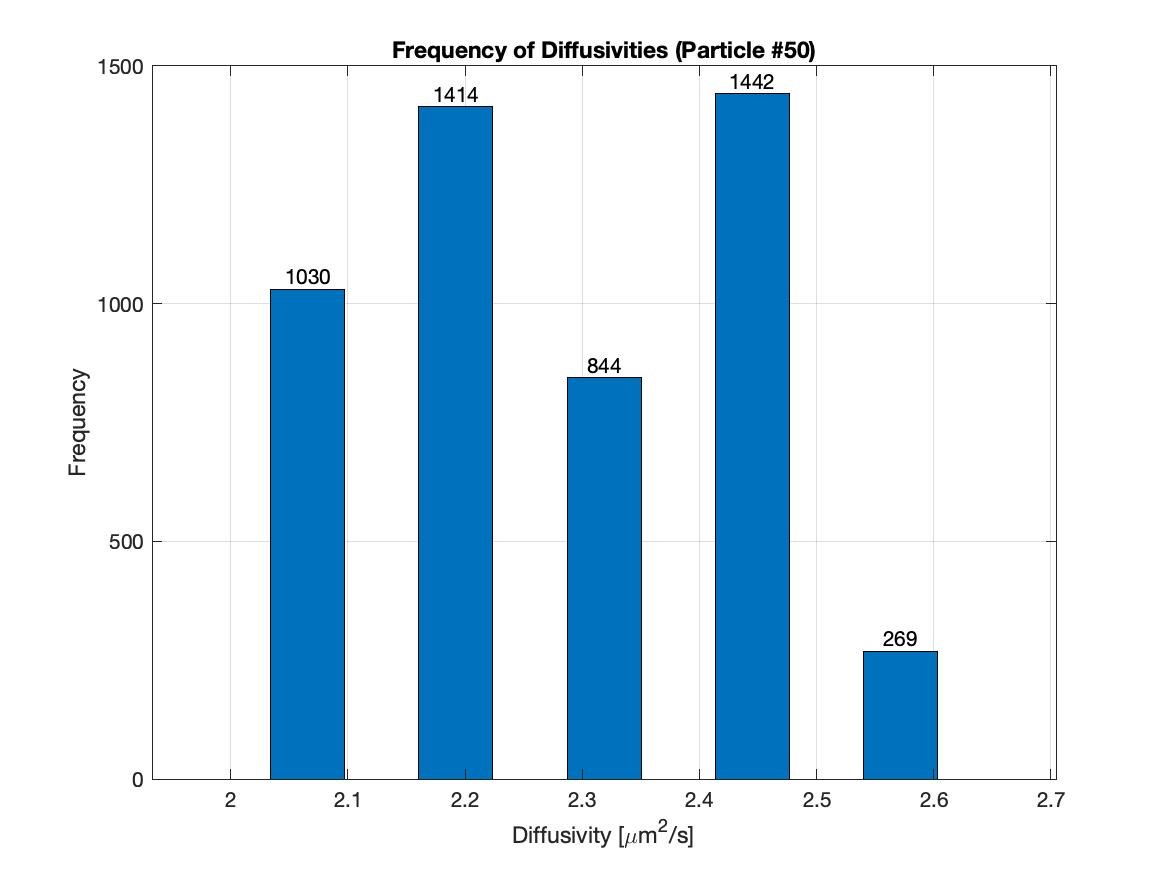 Frequency of Diffusivities (Particle #50)
1500
1000
500
0
Frequency
1030
1414
844
1442
269
2 2.1 2.2 2.3 2.4 2.5 2.6 2.7
Diffusivity [μm²/s]